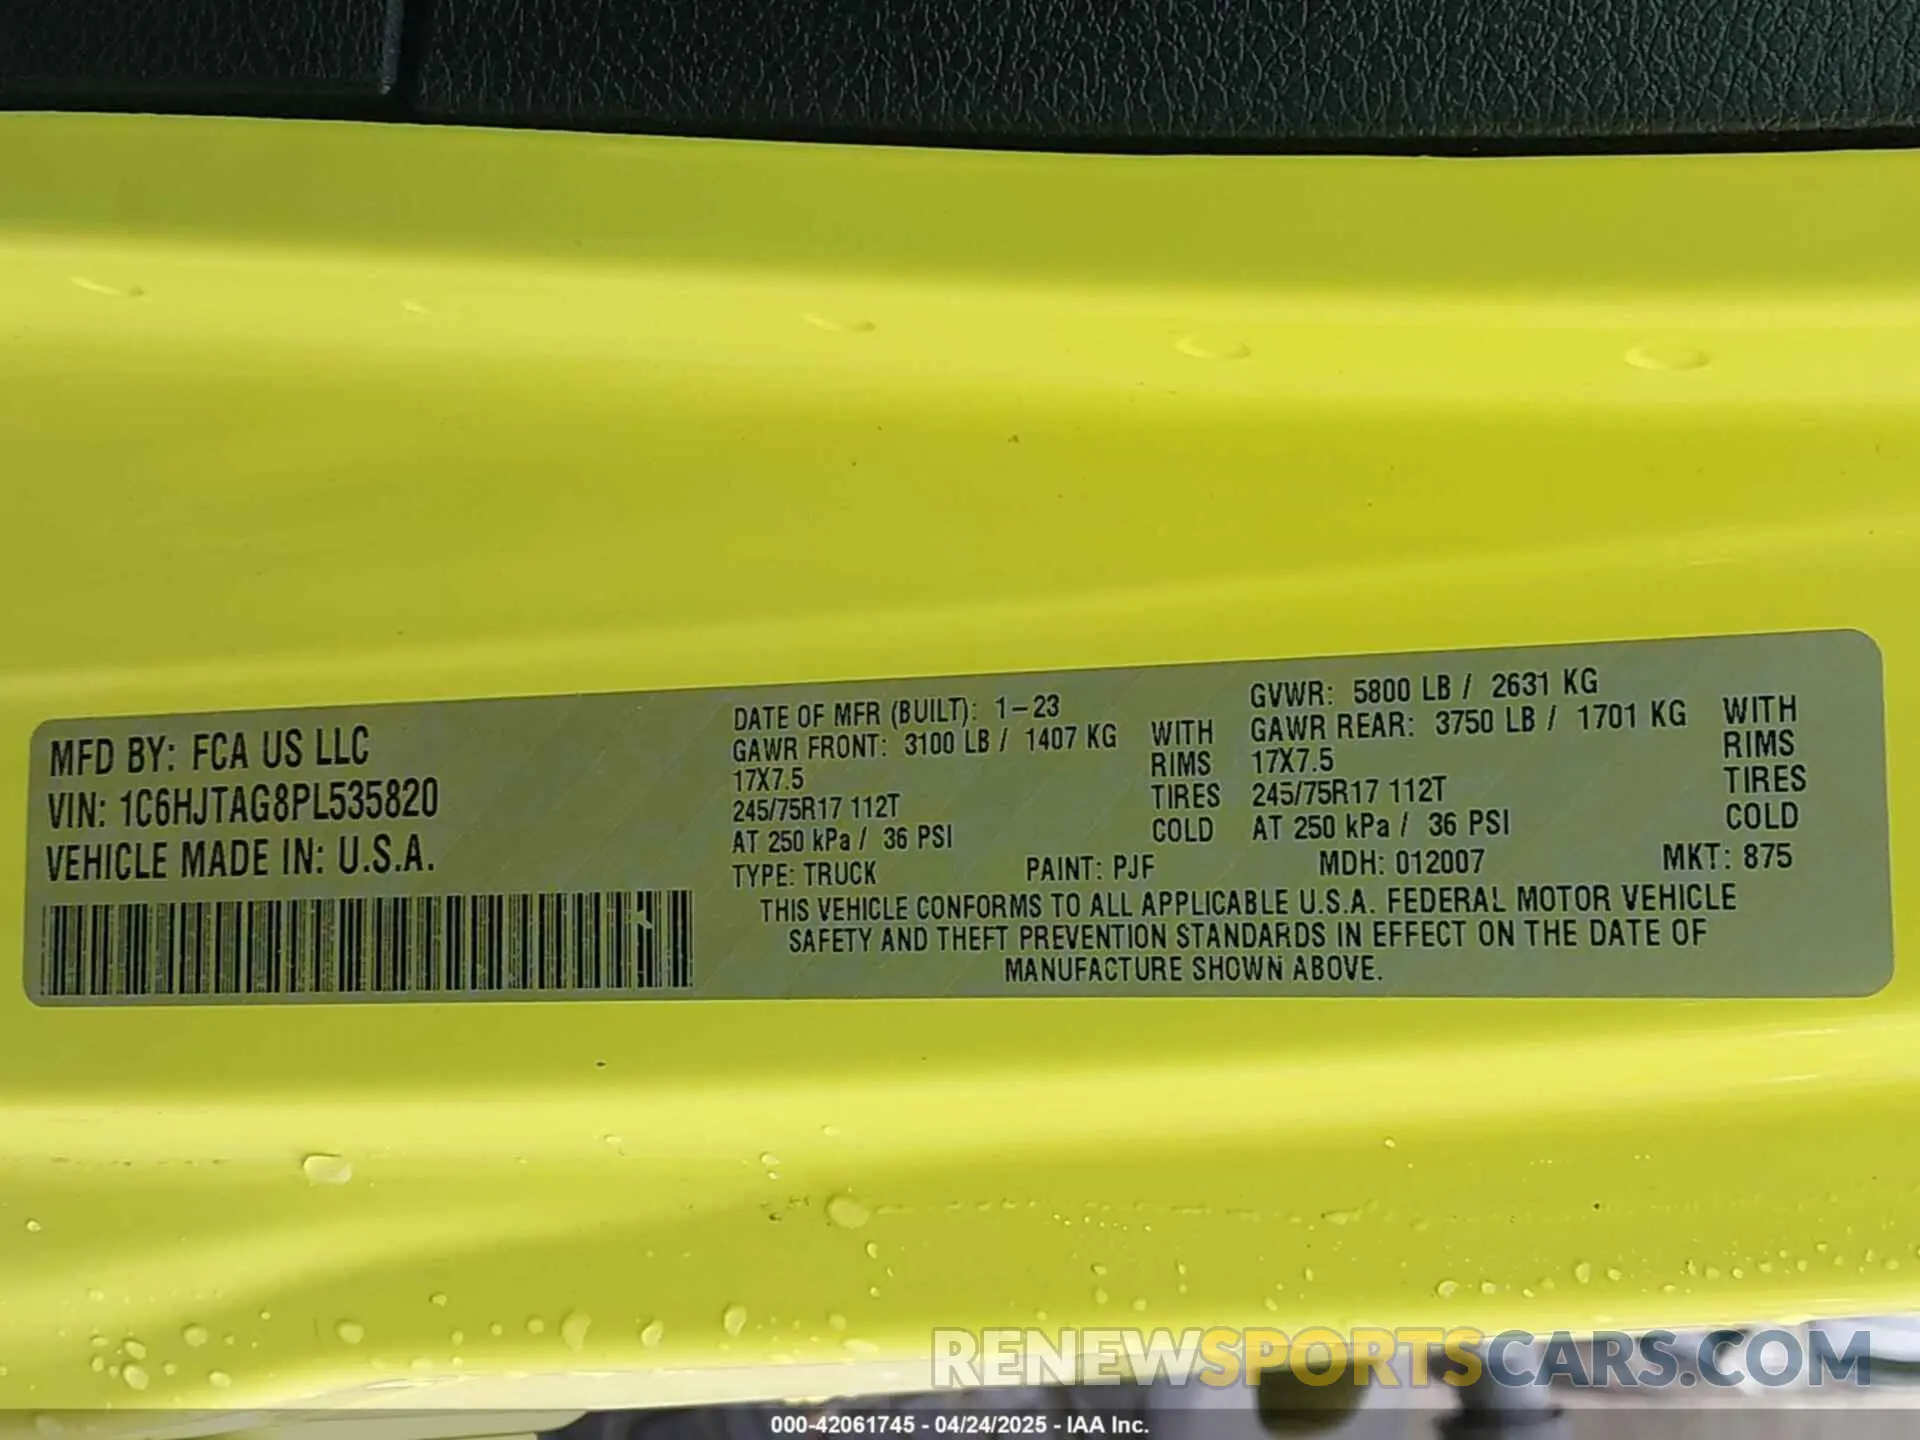 MFD BY: FCA US LLC
VIN: 1C6HJTAG8PL535820
VEHICLE MADE IN: U.S.A.
DATE OF MFR (BUILT): 1-23
GAWR FRONT: 3100 LB / 1407 KG WITH
17X7.5 RIMS
245/75R17 112T TIRES
AT 250 kPa / 36 PSI COLD
GVWR: 5800 LB / 2631 KG
GAWR REAR: 3750 LB / 1701 KG WITH
17X7.5 RIMS
245/75R17 112T TIRES
AT 250 kPa / 36 PSI COLD
TYPE: TRUCK PAINT: PJF MDH: 012007 MKT: 875
THIS VEHICLE CONFORMS TO ALL APPLICABLE U.S.A. FEDERAL MOTOR VEHICLE
SAFETY AND THEFT PREVENTION STANDARDS IN EFFECT ON THE DATE OF
MANUFACTURE SHOWN ABOVE.
RENEWSPORTSCARS.COM
000-42061745 - 04/24/2025 - IAA Inc.